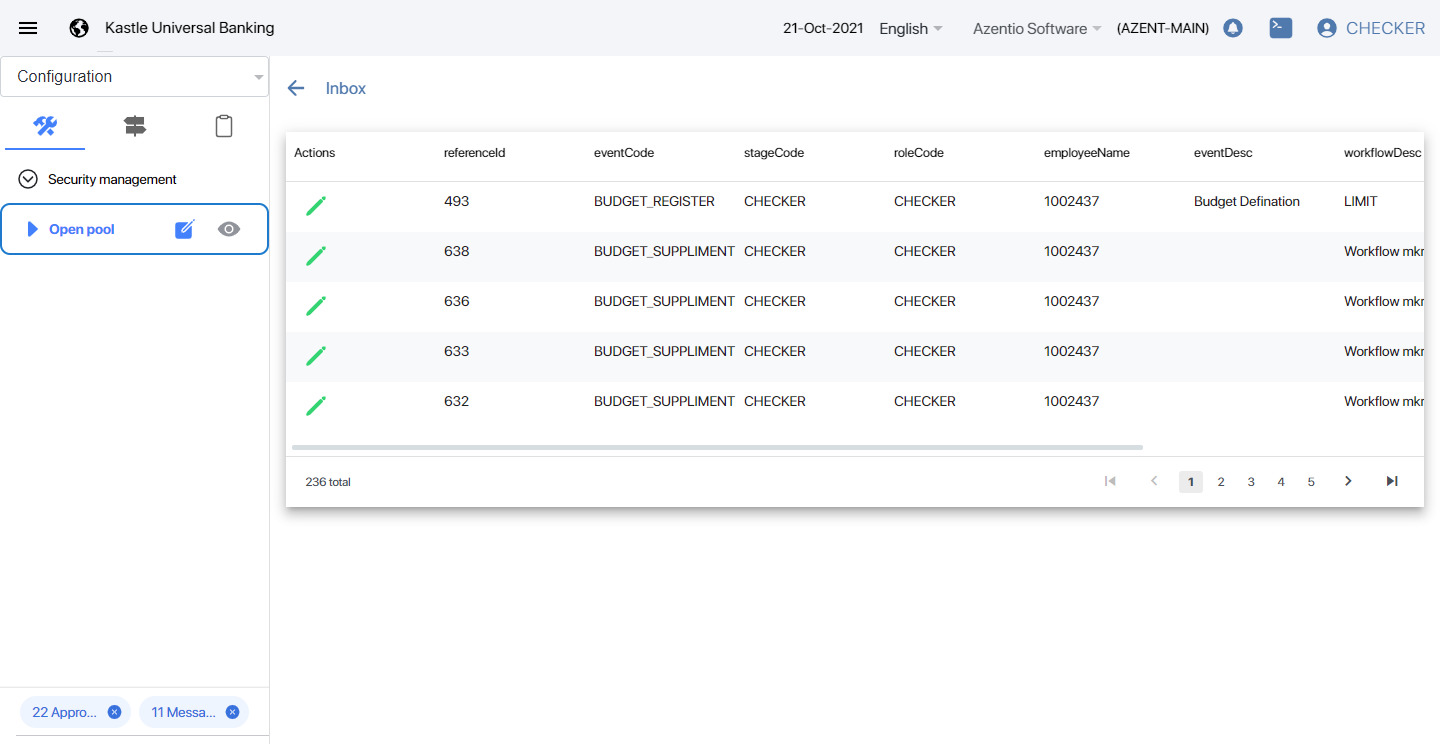 Kastle Universal Banking
21-Oct-2021 English Azentio Software (AZENT-MAIN) CHECKER
Configuration
Security management
Open pool
Inbox
Actions referenceId eventCode stageCode roleCode employeeName eventDesc workflowDesc
493 BUDGET_REGISTER CHECKER CHECKER 1002437 Budget Defination LIMIT
638 BUDGET_SUPPLIMENT CHECKER CHECKER 1002437 Workflow mkr
636 BUDGET_SUPPLIMENT CHECKER CHECKER 1002437 Workflow mkr
633 BUDGET_SUPPLIMENT CHECKER CHECKER 1002437 Workflow mkr
632 BUDGET_SUPPLIMENT CHECKER CHECKER 1002437 Workflow mkr
236 total 1 2 3 4 5
22 Appro... 11 Messa...